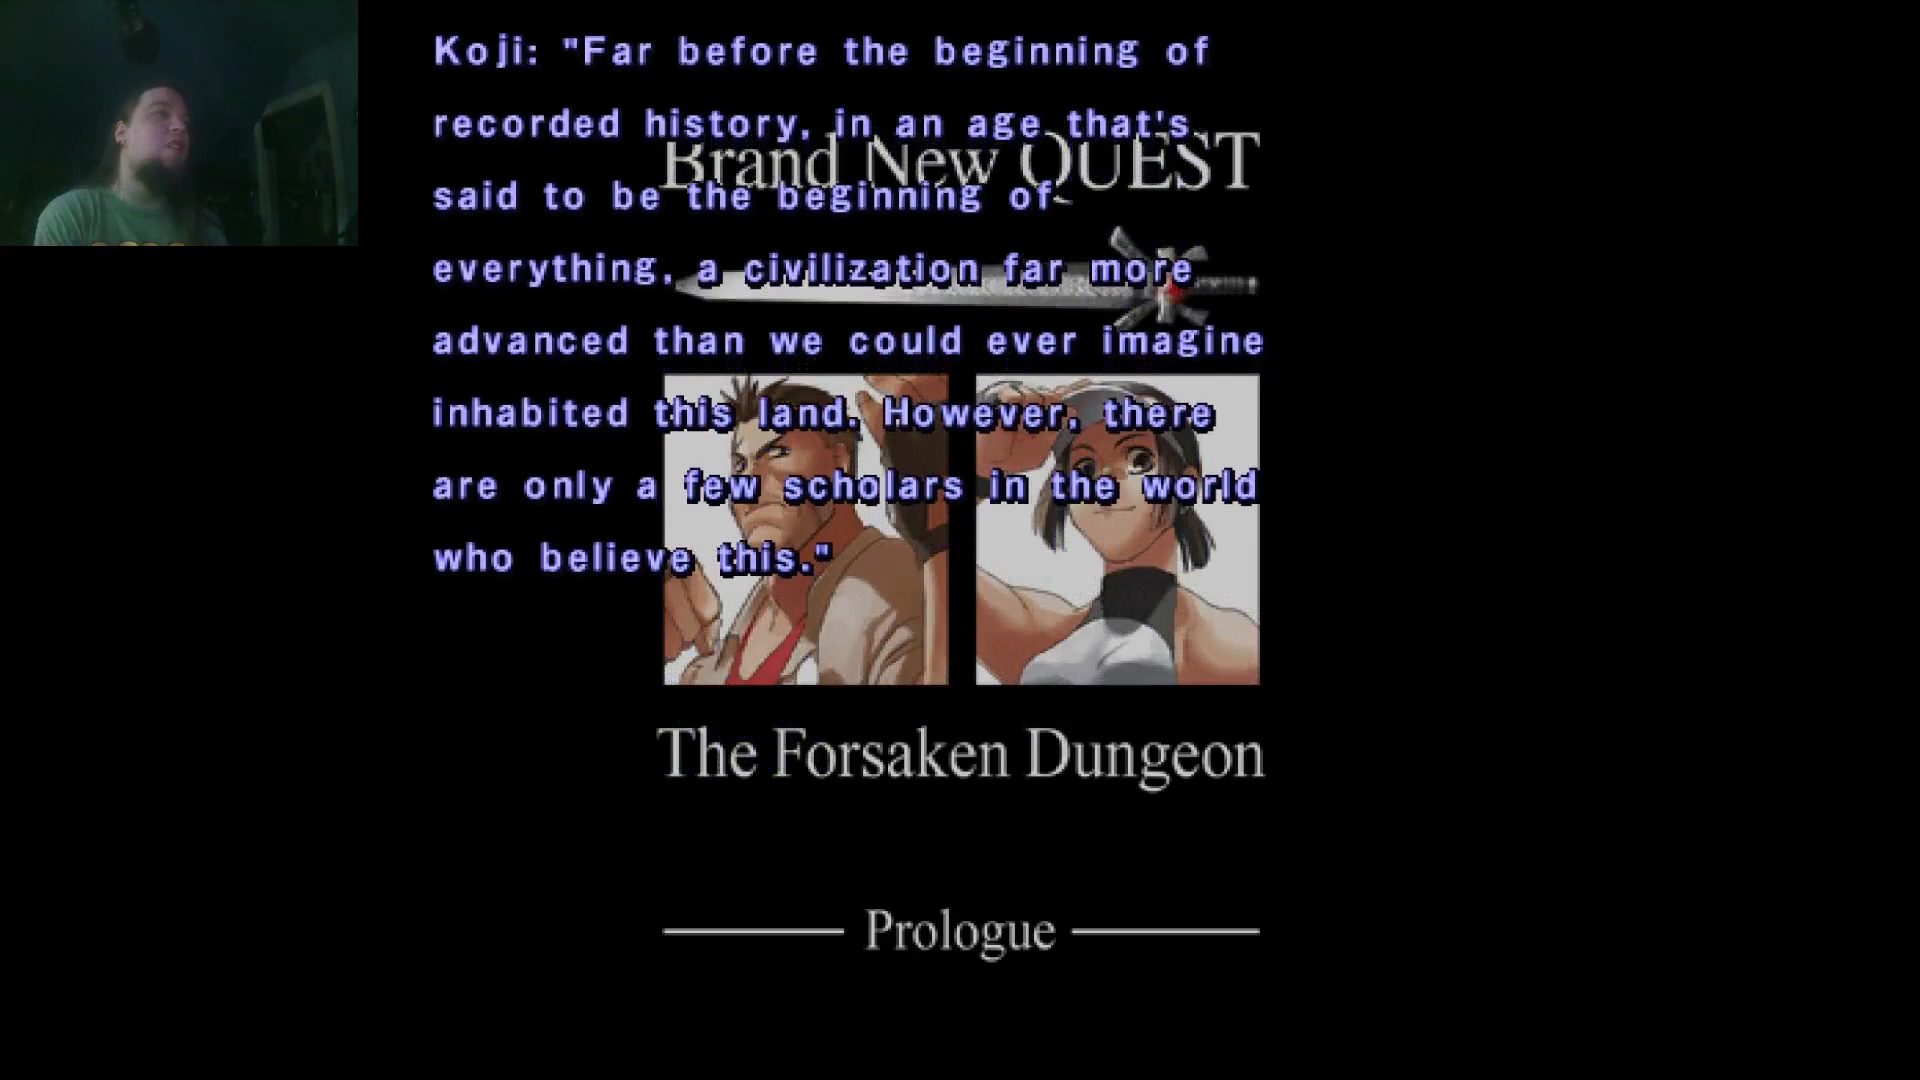 Koji: "Far before the beginning of
recorded history, in an age that's
said to be the beginning of
everything, a civilization far more
advanced than we could ever imagine
inhabited this land. However, there
are only a few scholars in the world
who believe this."
Brand New QUEST
The Forsaken Dungeon
Prologue